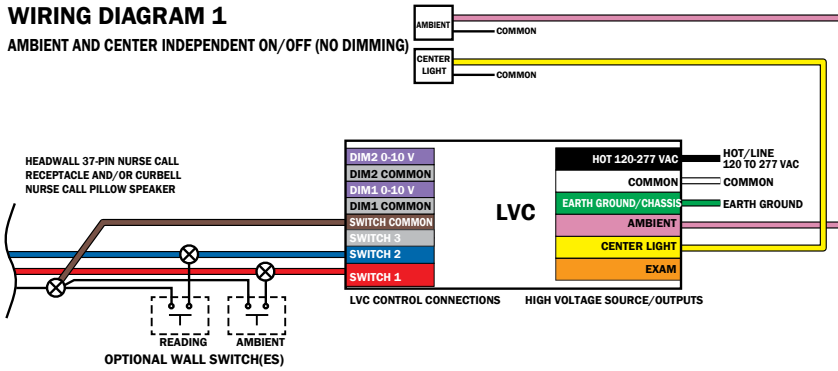 WIRING DIAGRAM 1
AMBIENT AND CENTER INDEPENDENT ON/OFF (NO DIMMING)
AMBIENT
COMMON
CENTER
LIGHT
COMMON
HEADWALL 37-PIN NURSE CALL
RECEPTACLE AND/OR CURBELL
NURSE CALL PILLOW SPEAKER
DIM2 0-10 V
DIM2 COMMON
DIM1 0-10 V
DIM1 COMMON
SWITCH COMMON
SWITCH 3
SWITCH 2
SWITCH 1
LVC
HOT 120-277 VAC
COMMON
EARTH GROUND/CHASSIS
AMBIENT
CENTER LIGHT
EXAM
HOT/LINE
120 TO 277 VAC
COMMON
EARTH GROUND
LVC CONTROL CONNECTIONS
HIGH VOLTAGE SOURCE/OUTPUTS
READING
AMBIENT
OPTIONAL WALL SWITCH(ES)